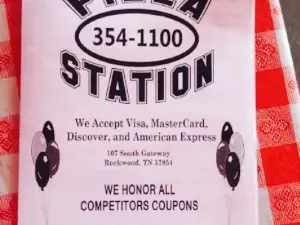 PIZZA
354-1100
STATION
We Accept Visa, MasterCard,
Discover, and American Express
107 South Gateway
Rockwood, TN 37854
WE HONOR ALL
COMPETITORS COUPONS